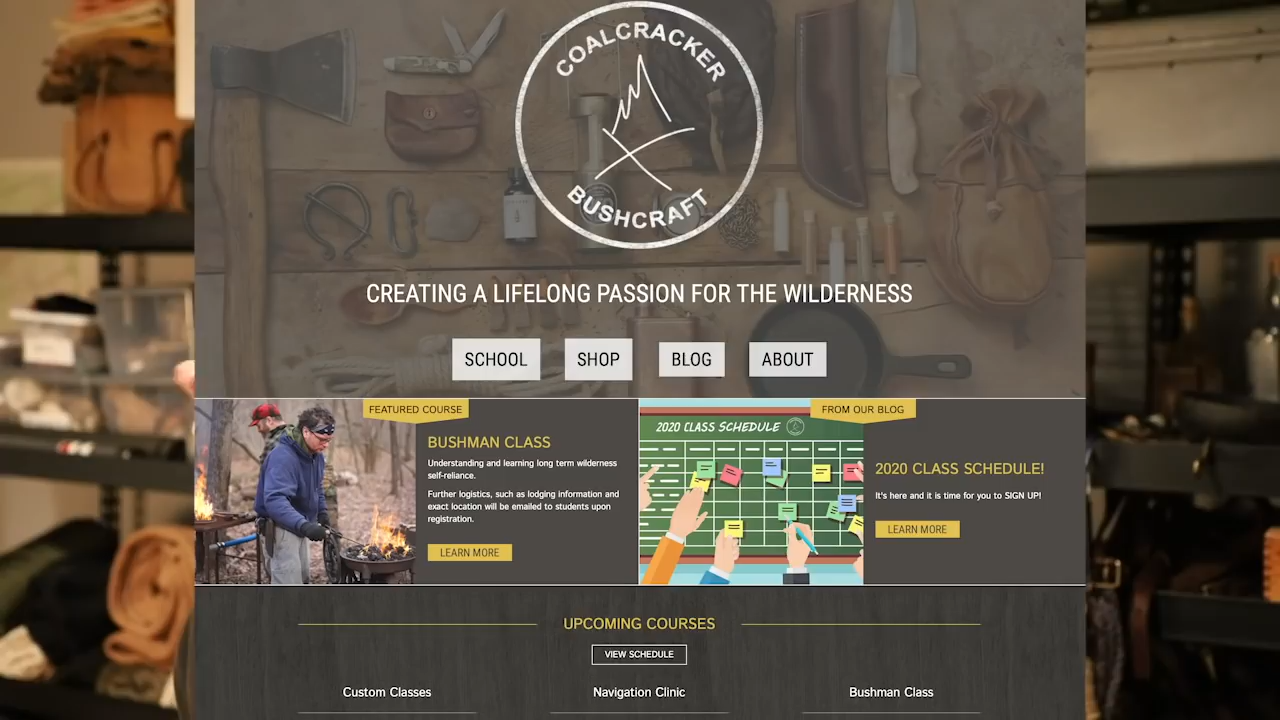 COALCRACKER
BUSHCRAFT
CREATING A LIFELONG PASSION FOR THE WILDERNESS
SCHOOL
SHOP
BLOG
ABOUT
FEATURED COURSE
BUSHMAN CLASS
Understanding and learning long term wilderness
self-reliance.
Further logistics, such as lodging information and
exact location will be emailed to students upon
registration.
LEARN MORE
FROM OUR BLOG
2020 CLASS SCHEDULE
2020 CLASS SCHEDULE!
It's here and it is time for you to SIGN UP!
LEARN MORE
UPCOMING COURSES
VIEW SCHEDULE
Custom Classes
Navigation Clinic
Bushman Class